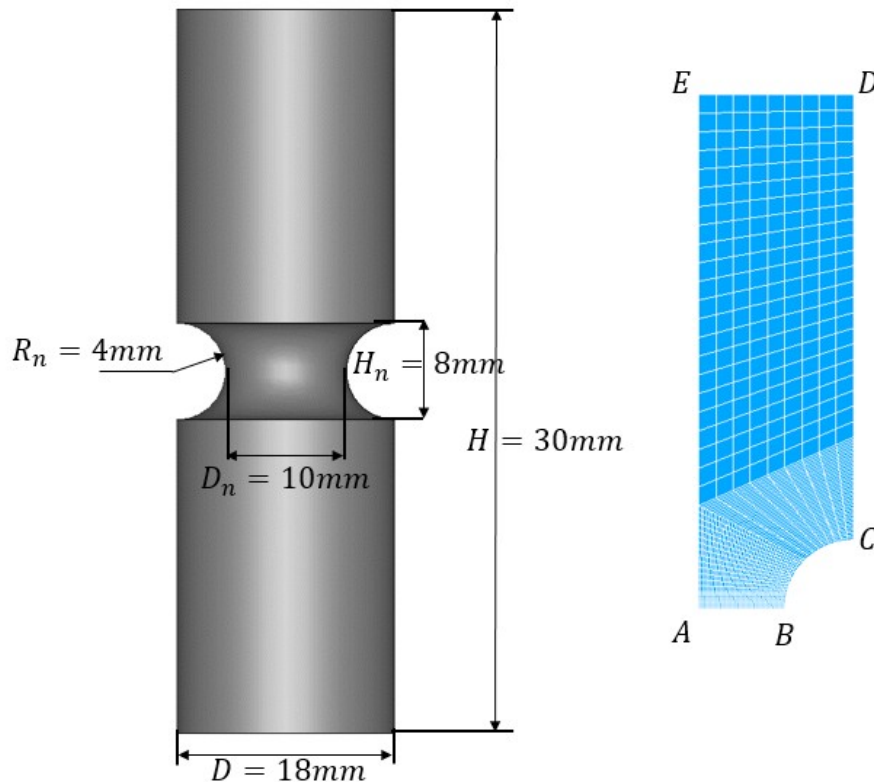 E
D
R_n = 4mm
H_n = 8mm
H = 30mm
D_n = 10mm
C
A
B
D = 18mm